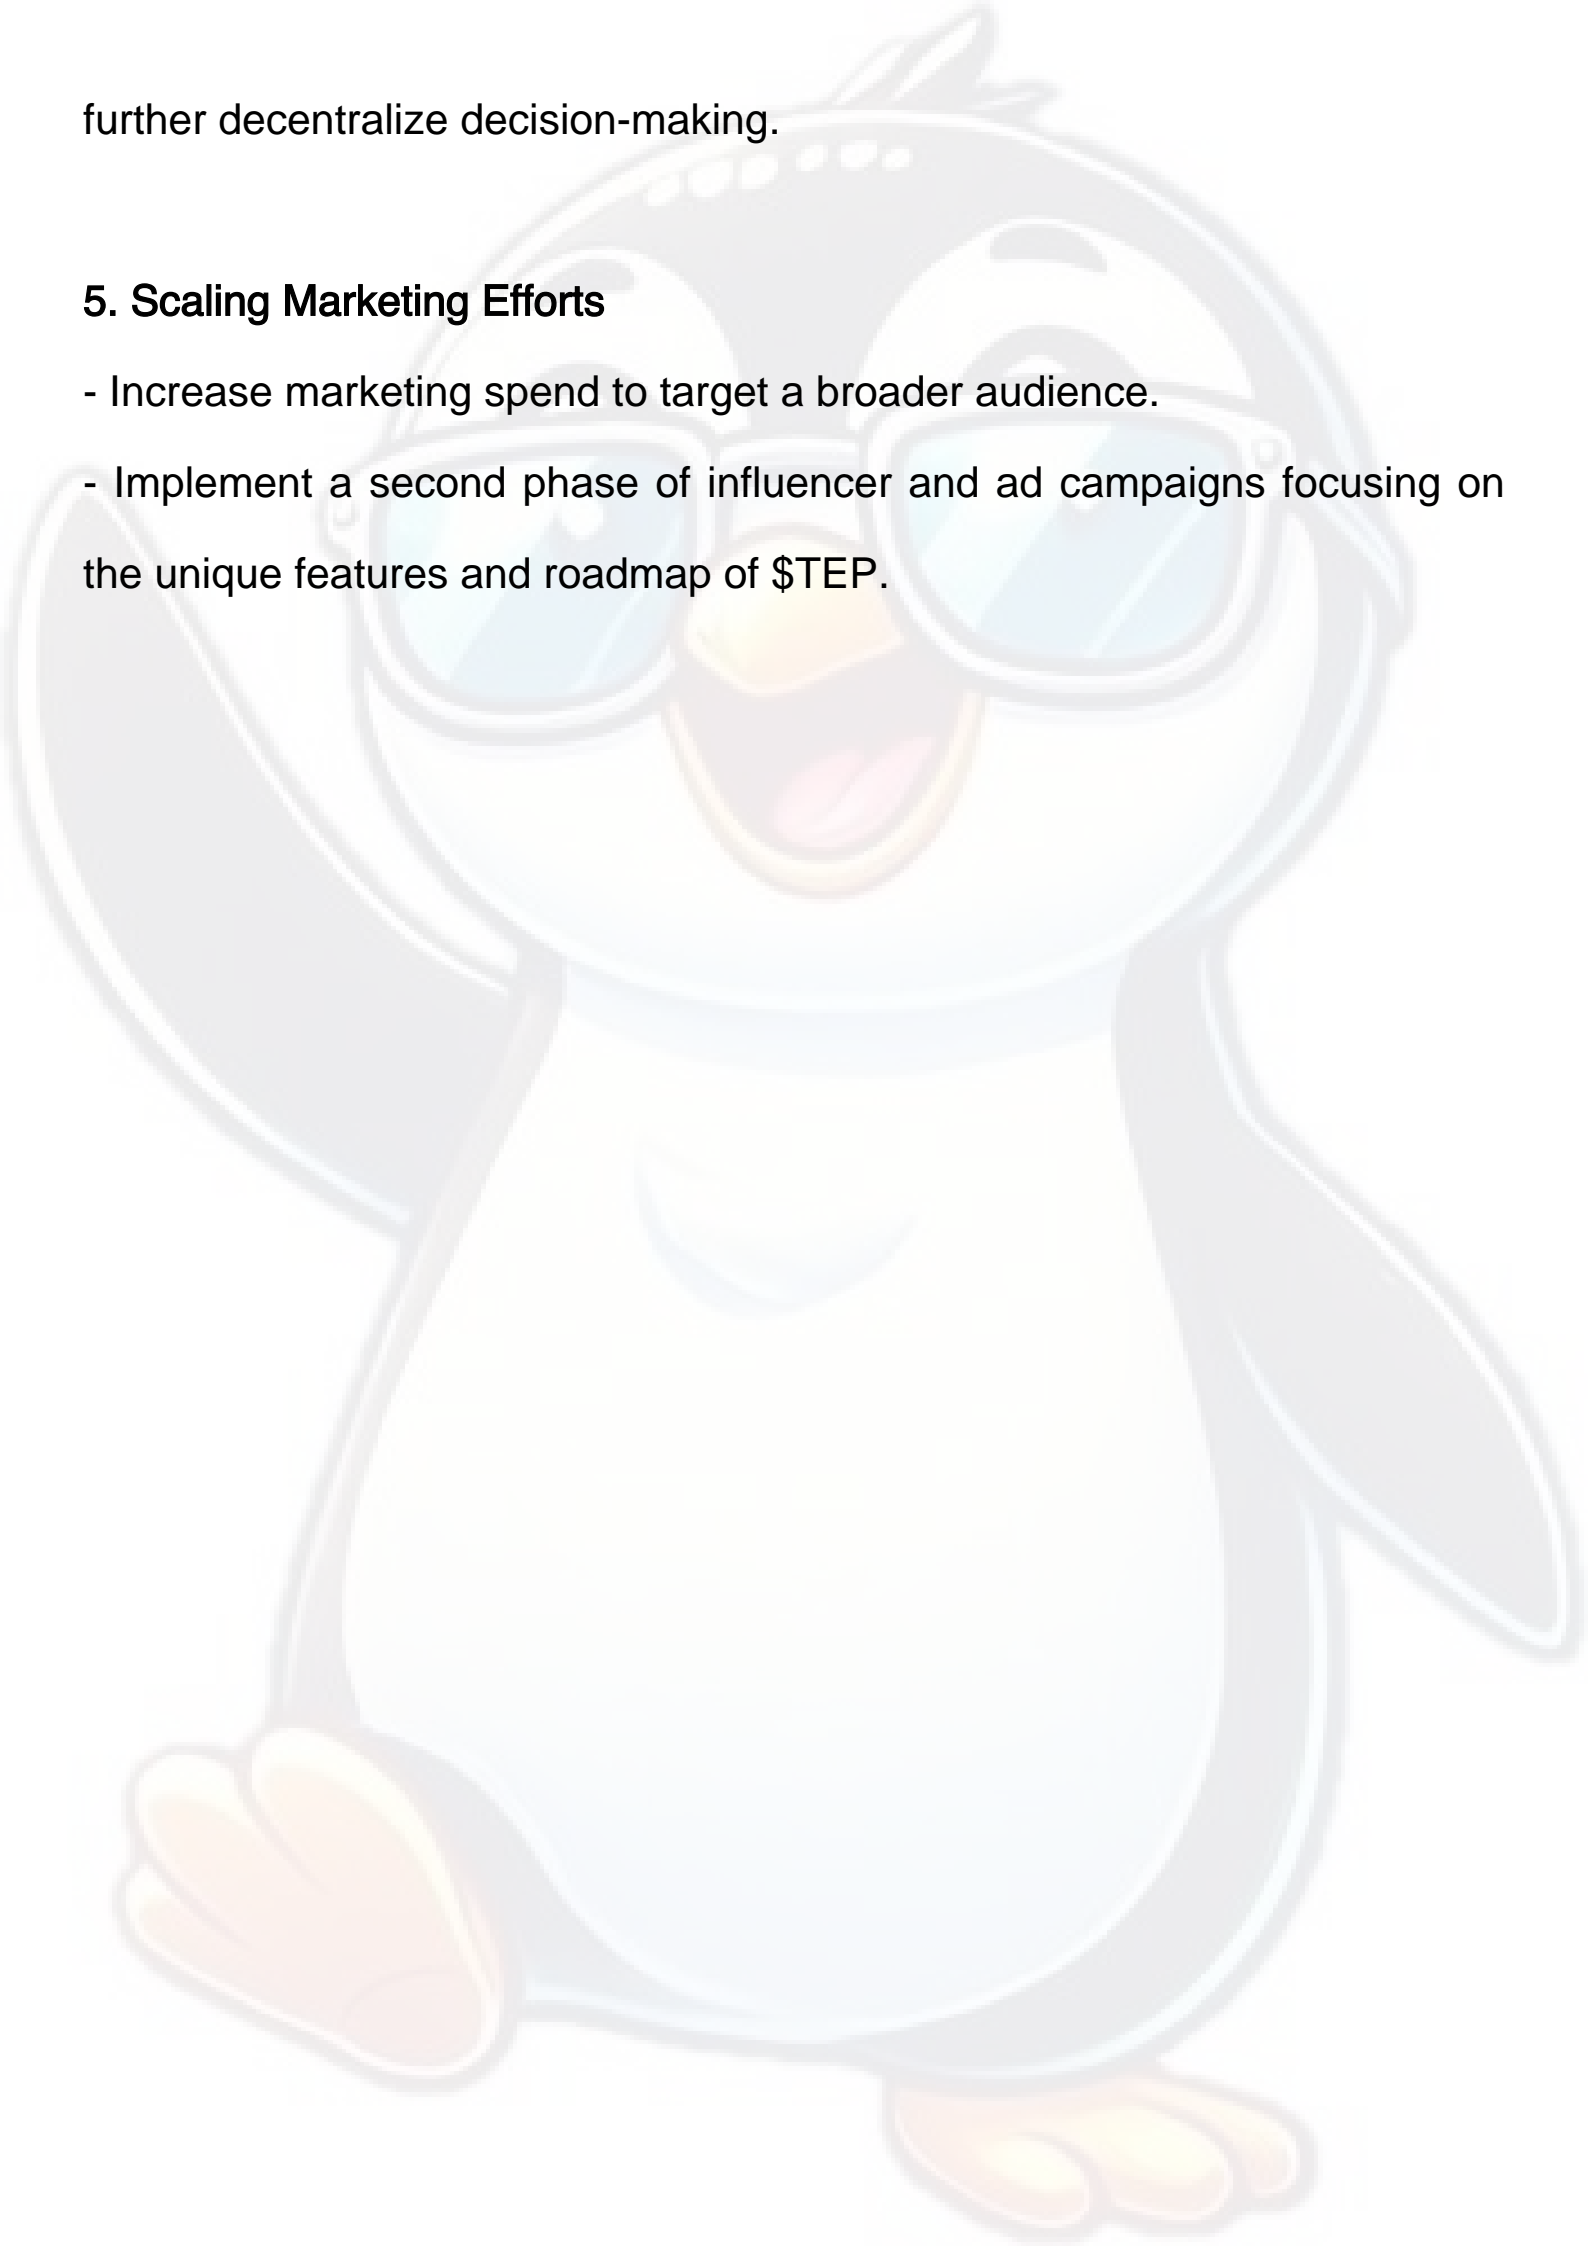 further decentralize decision-making.
5. Scaling Marketing Efforts
- Increase marketing spend to target a broader audience.
- Implement a second phase of influencer and ad campaigns focusing on
the unique features and roadmap of $TEP.